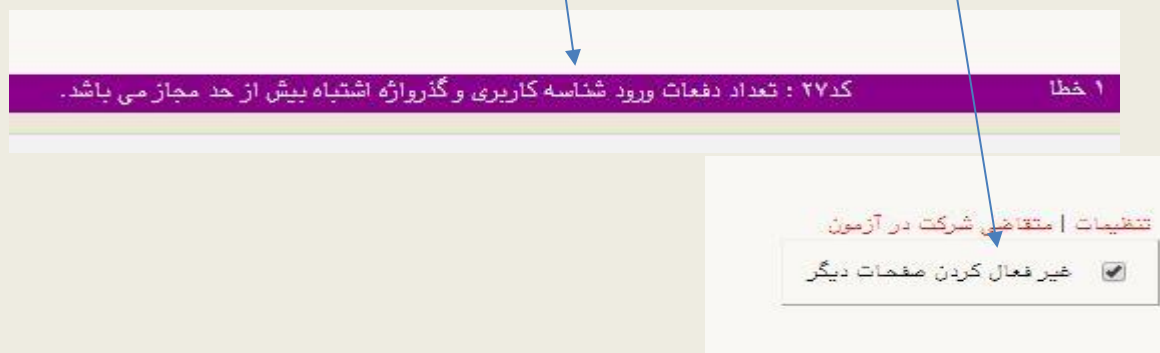 ۱ خطا کد۲۷ : تعداد دفعات ورود شناسه کاربری و گذرواژه اشتباه بیش از حد مجاز می باشد.
تنظیمات | متقاضی شرکت در آزمون
غیر فعال کردن صفحات دیگر